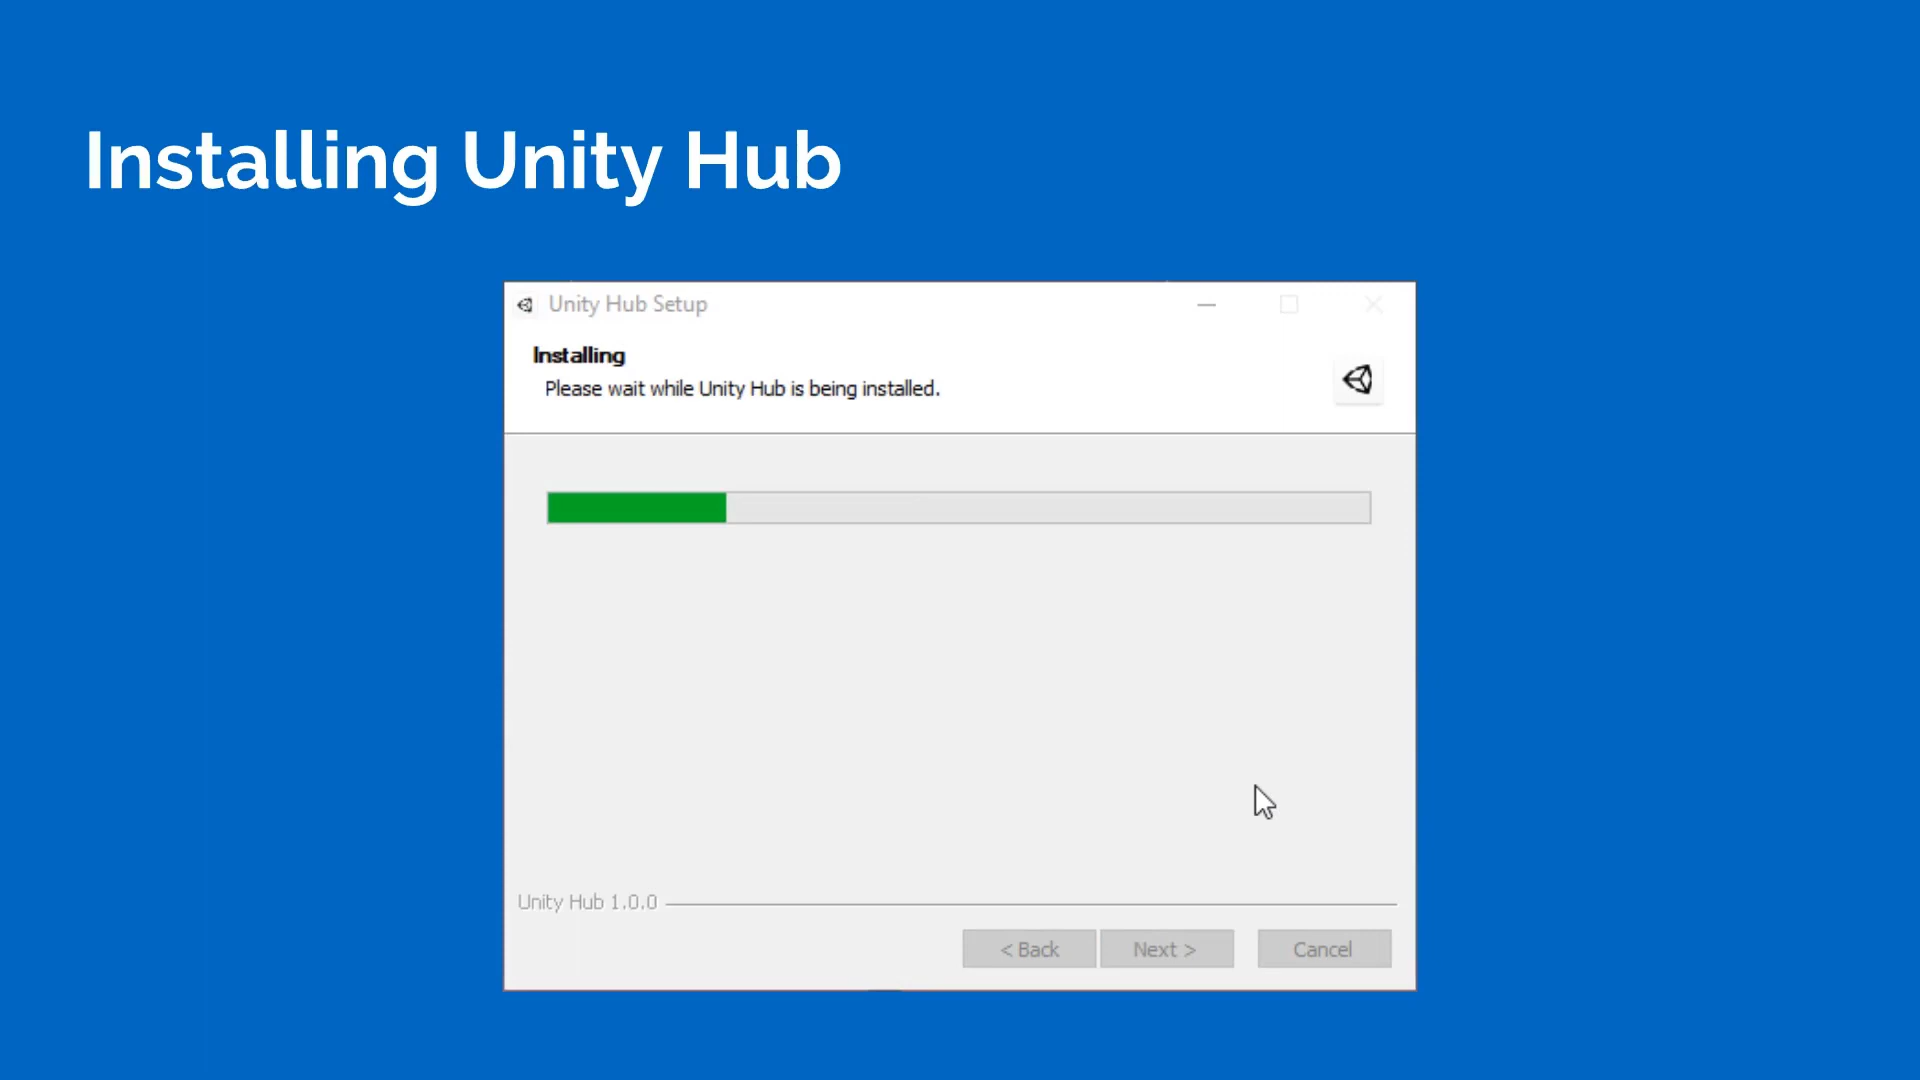 Installing Unity Hub
Unity Hub Setup
Installing
Please wait while Unity Hub is being installed.
Unity Hub 1.0.0
< Back
Next >
Cancel